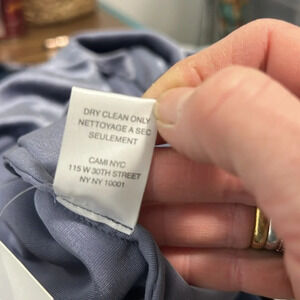 DRY CLEAN ONLY
NETTOYAGE A SEC
SEULEMENT
CAMI NYC
115 W 30TH STREET
NY NY 10001